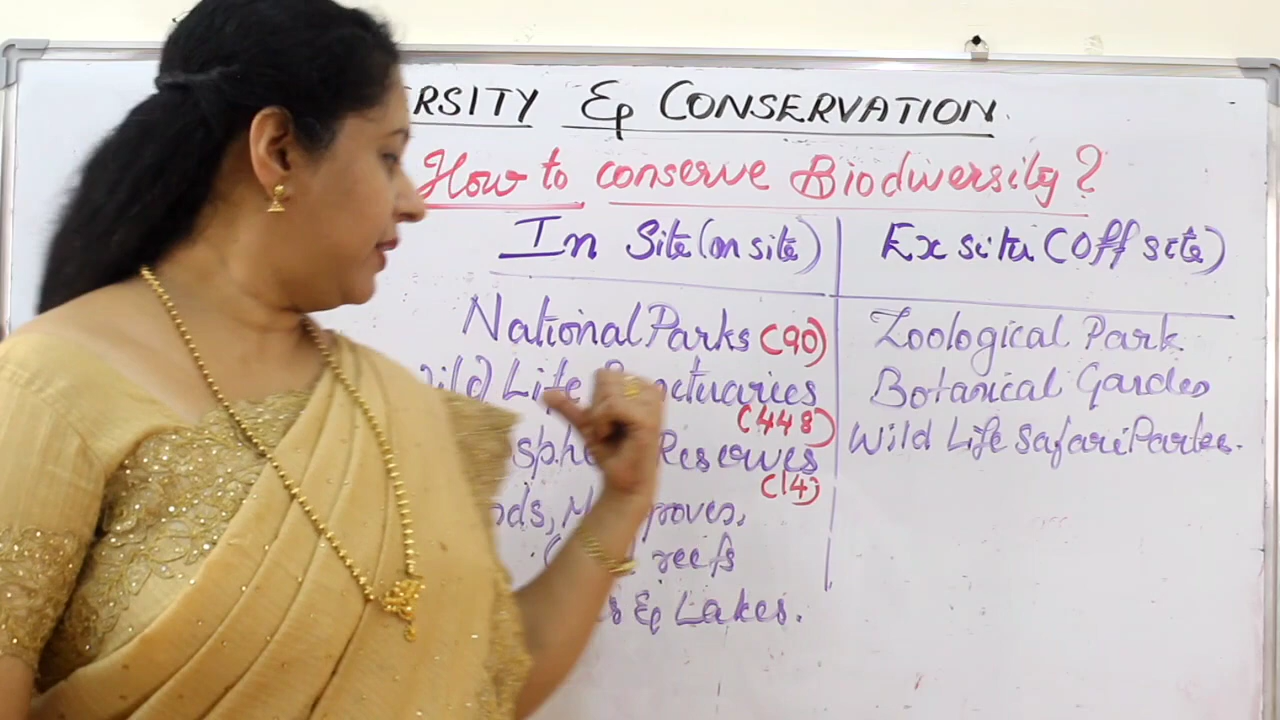 RSITY & CONSERVATION
How to conserve Biodiversity?
In Site (on site)
Ex situ (Off site)
National Parks (90)
Zoological Park
Life
Botanical Garden
(448)
Wild Life Safari Parks.
Reserves
(14)
reefs
& Lakes.